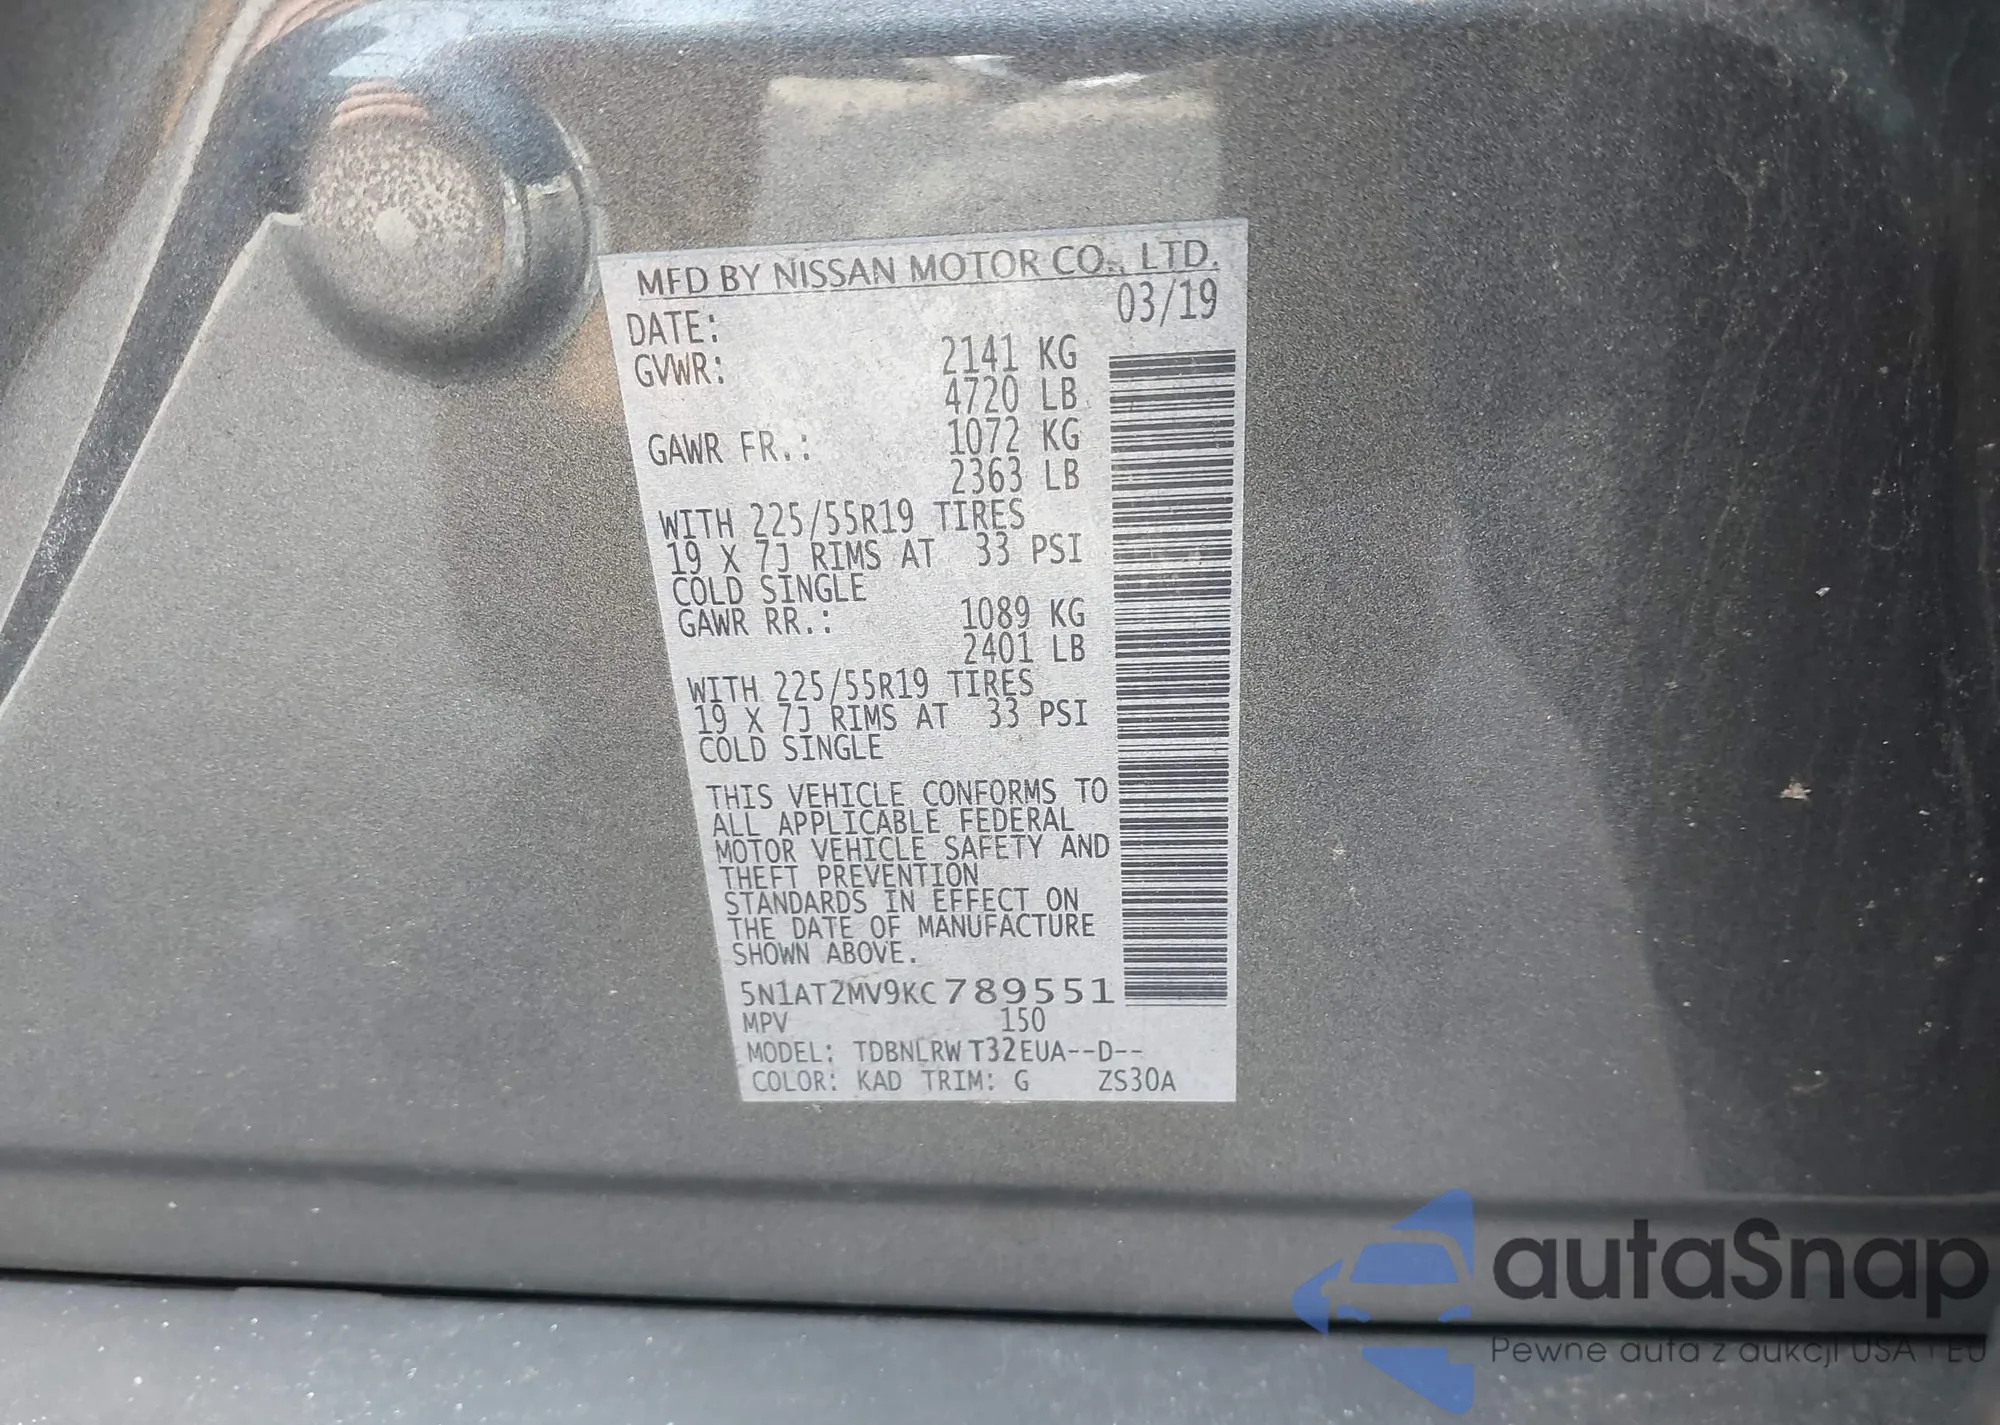 MFD BY NISSAN MOTOR CO., LTD.
DATE: 03/19
GVWR: 2141 KG
4720 LB
GAWR FR.: 1072 KG
2363 LB
WITH 225/55R19 TIRES
19 X 7J RIMS AT 33 PSI
COLD SINGLE
GAWR RR.: 1089 KG
2401 LB
WITH 225/55R19 TIRES
19 X 7J RIMS AT 33 PSI
COLD SINGLE
THIS VEHICLE CONFORMS TO
ALL APPLICABLE FEDERAL
MOTOR VEHICLE SAFETY AND
THEFT PREVENTION
STANDARDS IN EFFECT ON
THE DATE OF MANUFACTURE
SHOWN ABOVE.
5N1AT2MV9KC789551
MPV 150
MODEL: TDBNLRW T32EUA--D--
COLOR: KAD TRIM: G ZS30A
autaSnap
Pewne auta z aukcji USA i EU